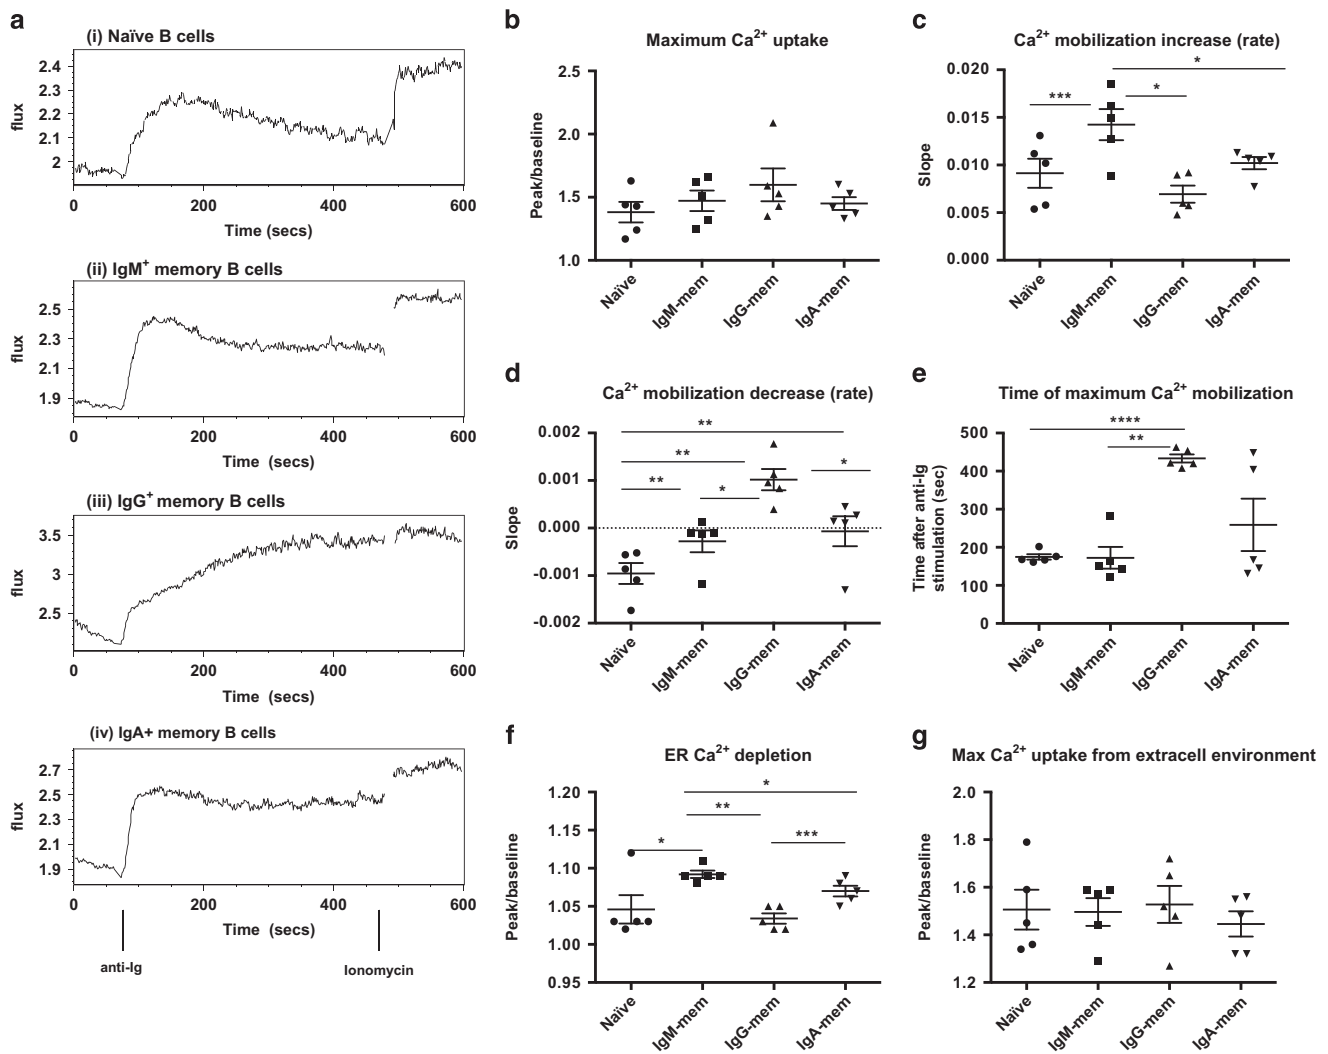 a
(i) Naïve B cells
flux
2.4
2.3
2.2
2.1
2
0 200 400 600
Time (secs)
(ii) IgM+ memory B cells
flux
2.5
2.3
2.1
1.9
0 200 400 600
Time (secs)
(iii) IgG+ memory B cells
flux
3.5
3
2.5
0 200 400 600
Time (secs)
(iv) IgA+ memory B cells
flux
2.7
2.5
2.3
2.1
1.9
0 200 400 600
Time (secs)
anti-Ig
Ionomycin
b
Maximum Ca2+ uptake
Peak/baseline
2.5
2.0
1.5
1.0
Naïve
IgM-mem
IgG-mem
IgA-mem
c
Ca2+ mobilization increase (rate)
Slope
0.020
0.015
0.010
0.005
0.000
*
***
*
Naïve
IgM-mem
IgG-mem
IgA-mem
d
Ca2+ mobilization decrease (rate)
Slope
0.002
0.001
0.000
-0.001
-0.002
**
**
*
**
*
Naïve
IgM-mem
IgG-mem
IgA-mem
e
Time of maximum Ca2+ mobilization
Time after anti-Ig
stimulation (sec)
500
400
300
200
100
0
****
**
Naïve
IgM-mem
IgG-mem
IgA-mem
f
ER Ca2+ depletion
Peak/baseline
1.20
1.15
1.10
1.05
1.00
0.95
*
**
*
***
Naïve
IgM-mem
IgG-mem
IgA-mem
g
Max Ca2+ uptake from extracell environment
Peak/baseline
2.0
1.8
1.6
1.4
1.2
Naïve
IgM-mem
IgG-mem
IgA-mem